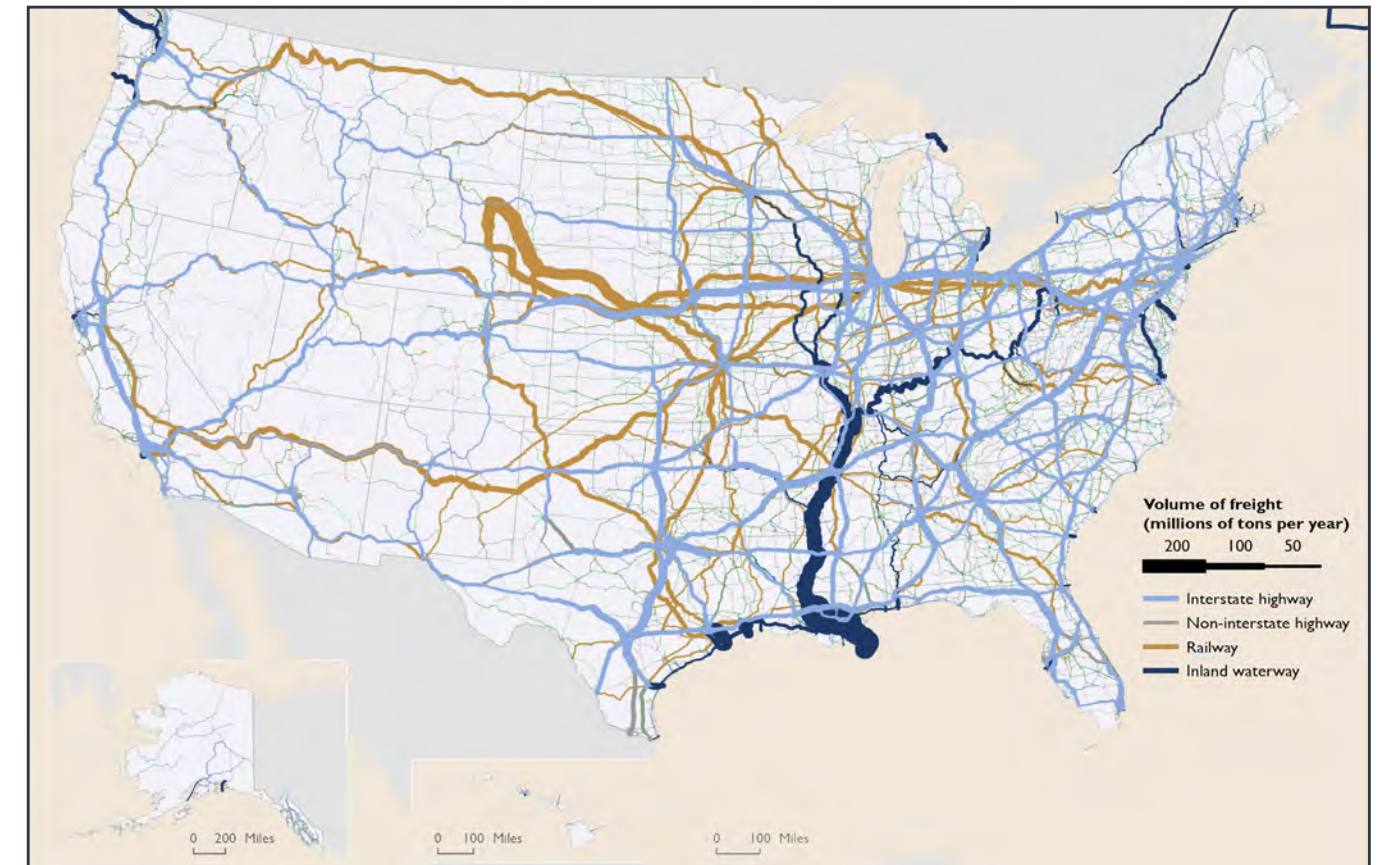 Volume of freight
(millions of tons per year)
200 100 50
Interstate highway
Non-interstate highway
Railway
Inland waterway
0 200 Miles
0 100 Miles
0 100 Miles